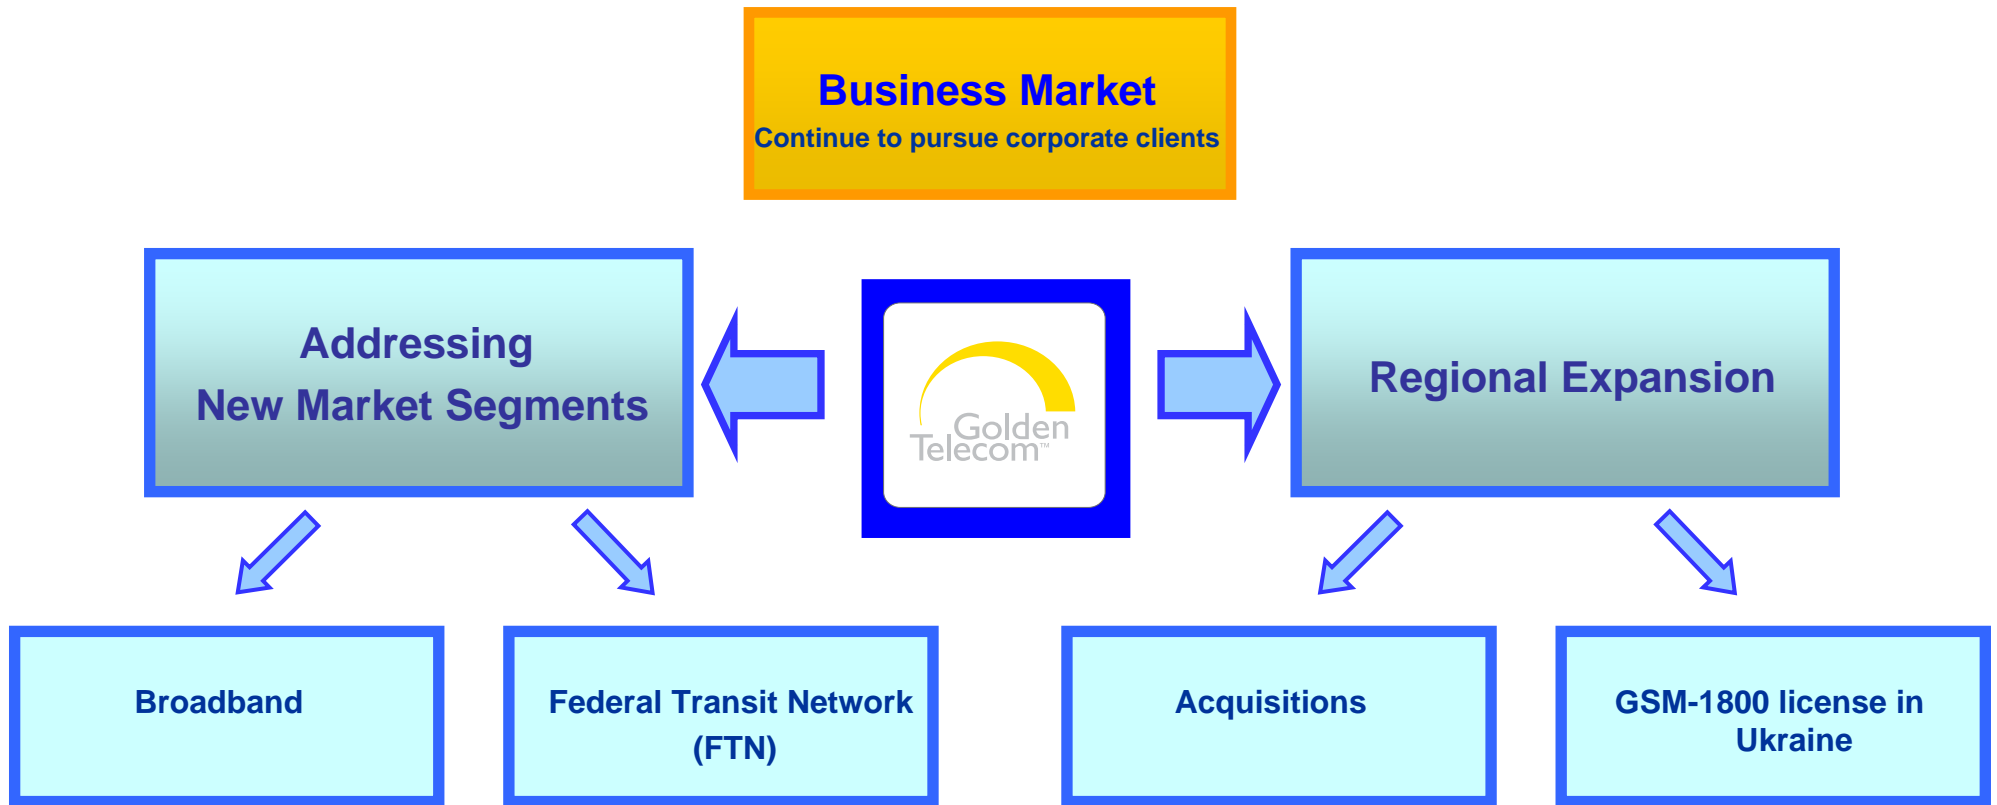 Business Market
Continue to pursue corporate clients
Addressing
New Market Segments
Golden
Telecom™
Regional Expansion
Broadband
Federal Transit Network
(FTN)
Acquisitions
GSM-1800 license in
Ukraine